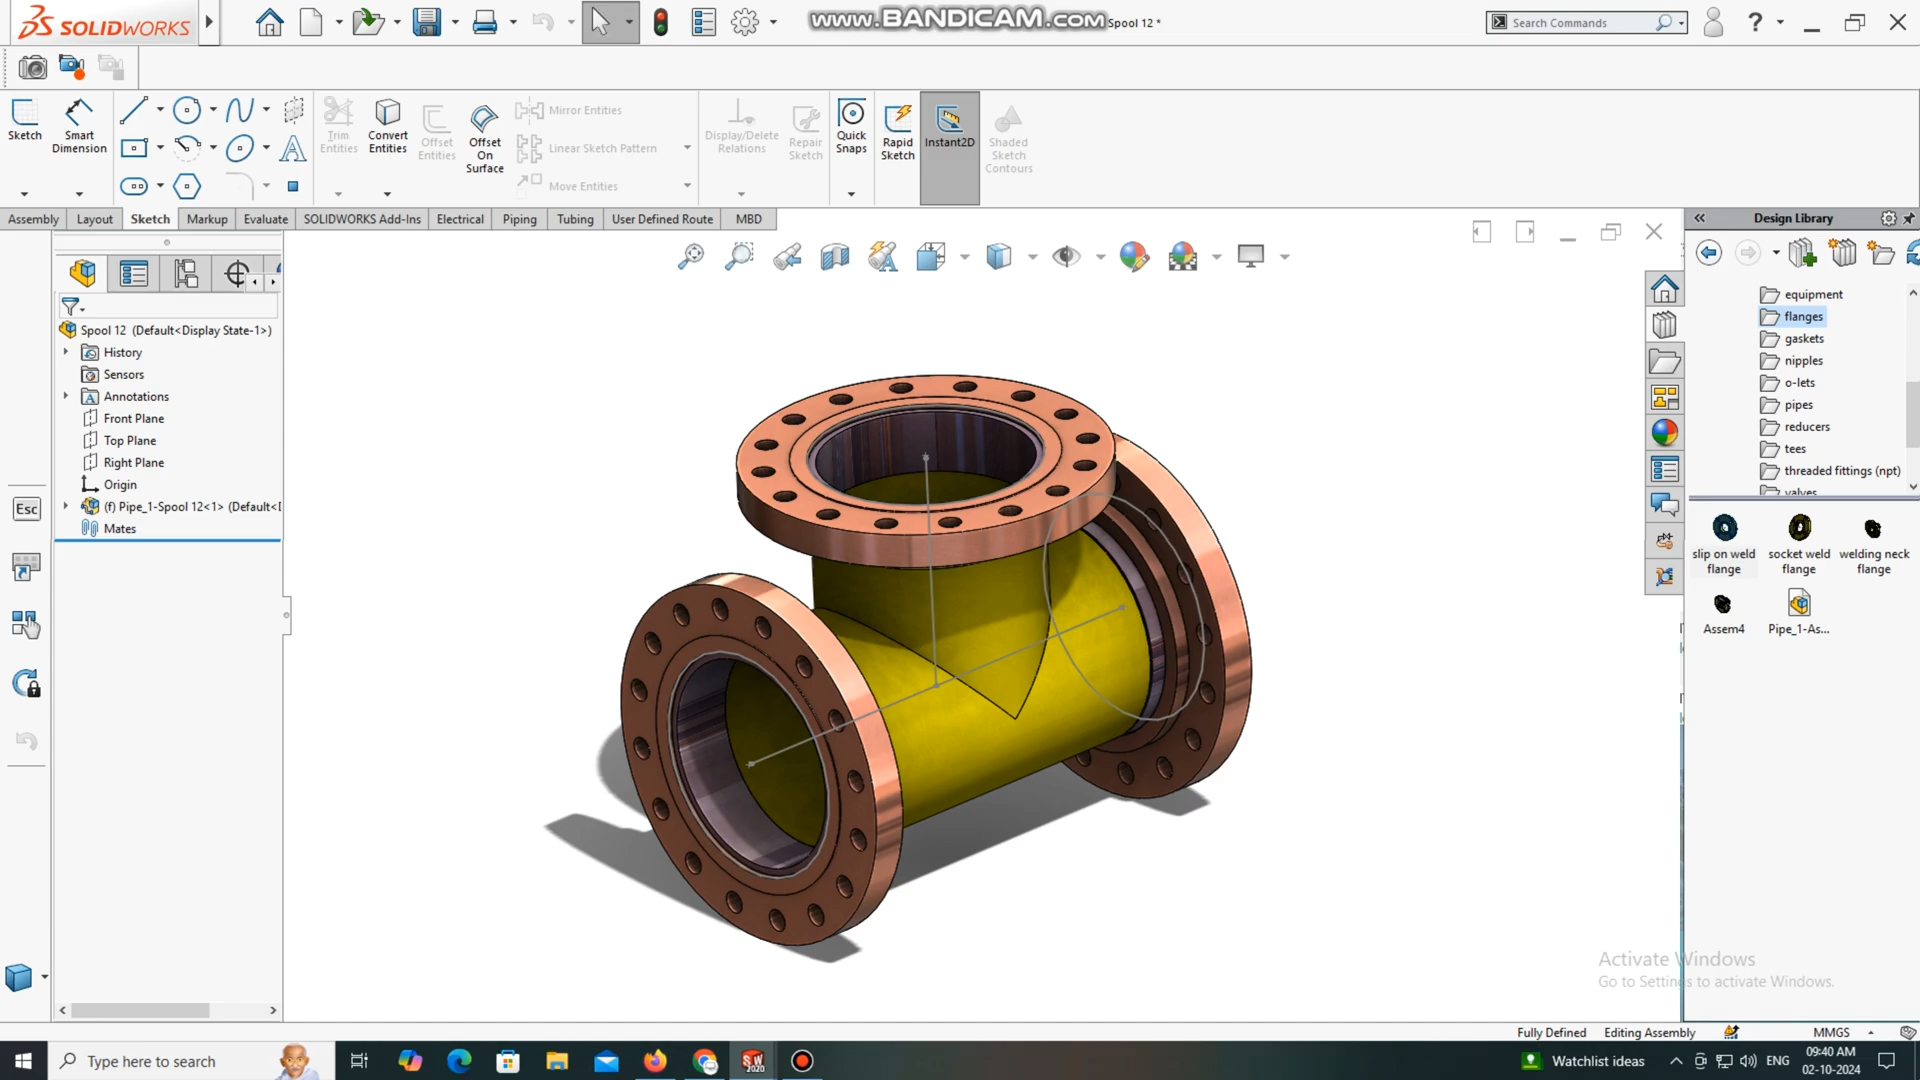 SOLIDWORKS
www.BANDICAM.com
Spool 12 *
Search Commands
?
Sketch
Smart Dimension
Trim Entities
Convert Entities
Offset Entities
Offset On Surface
Mirror Entities
Linear Sketch Pattern
Move Entities
Display/Delete Relations
Repair Sketch
Quick Snaps
Rapid Sketch
Instant2D
Shaded Sketch Contours
Assembly Layout Sketch Markup Evaluate SOLIDWORKS Add-Ins Electrical Piping Tubing User Defined Route MBD
Design Library
Spool 12 (Default<Display State-1>)
History
Sensors
Annotations
Front Plane
Top Plane
Right Plane
Origin
(f) Pipe_1-Spool 12<1> (Default<
Mates
Esc
equipment
flanges
gaskets
nipples
o-lets
pipes
reducers
tees
threaded fittings (npt)
valves
slip on weld flange
socket weld flange
welding neck flange
Assem4
Pipe_1-As...
Activate Windows
Go to Settings to activate Windows.
Fully Defined
Editing Assembly
MMGS
Type here to search
SW 2020
Watchlist ideas
ENG
09:40 AM
02-10-2024